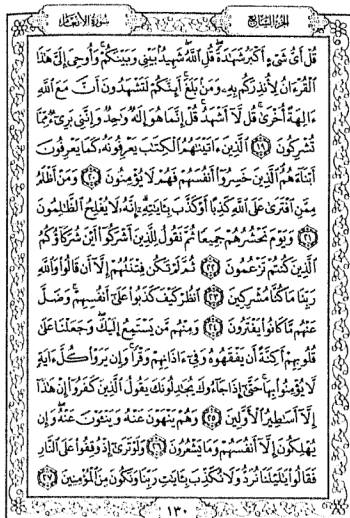 الجزء السابع
سورة الأنعام
قُلْ أَىُّ شَىْءٍ أَكْبَرُ شَهَٰدَةً قُلِ ٱللَّهُ شَهِيدٌۢ بَيْنِى وَبَيْنَكُمْ وَأُوحِىَ إِلَىَّ هَٰذَا
ٱلْقُرْءَانُ لِأُنذِرَكُم بِهِۦ وَمَنۢ بَلَغَ أَئِنَّكُمْ لَتَشْهَدُونَ أَنَّ مَعَ ٱللَّهِ
ءَالِهَةً أُخْرَىٰ قُل لَّآ أَشْهَدُ قُلْ إِنَّمَا هُوَ إِلَٰهٌ وَٰحِدٌ وَإِنَّنِى بَرِىٓءٌ مِّمَّا
تُشْرِكُونَ ﴿١٩﴾ ٱلَّذِينَ ءَاتَيْنَٰهُمُ ٱلْكِتَٰبَ يَعْرِفُونَهُۥ كَمَا يَعْرِفُونَ
أَبْنَآءَهُمُ ٱلَّذِينَ خَسِرُوٓا۟ أَنفُسَهُمْ فَهُمْ لَا يُؤْمِنُونَ ﴿٢٠﴾ وَمَنْ أَظْلَمُ
مِمَّنِ ٱفْتَرَىٰ عَلَى ٱللَّهِ كَذِبًا أَوْ كَذَّبَ بِـَٔايَٰتِهِۦٓ إِنَّهُۥ لَا يُفْلِحُ ٱلظَّٰلِمُونَ
﴿٢١﴾ وَيَوْمَ نَحْشُرُهُمْ جَمِيعًا ثُمَّ نَقُولُ لِلَّذِينَ أَشْرَكُوٓا۟ أَيْنَ شُرَكَآؤُكُمُ
ٱلَّذِينَ كُنتُمْ تَزْعُمُونَ ﴿٢٢﴾ ثُمَّ لَمْ تَكُن فِتْنَتُهُمْ إِلَّآ أَن قَالُوا۟ وَٱللَّهِ
رَبِّنَا مَا كُنَّا مُشْرِكِينَ ﴿٢٣﴾ ٱنظُرْ كَيْفَ كَذَبُوا۟ عَلَىٰٓ أَنفُسِهِمْ وَضَلَّ
عَنْهُم مَّا كَانُوا۟ يَفْتَرُونَ ﴿٢٤﴾ وَمِنْهُم مَّن يَسْتَمِعُ إِلَيْكَ وَجَعَلْنَا عَلَىٰ
قُلُوبِهِمْ أَكِنَّةً أَن يَفْقَهُوهُ وَفِىٓ ءَاذَانِهِمْ وَقْرًا وَإِن يَرَوْا۟ كُلَّ ءَايَةٍ
لَّا يُؤْمِنُوا۟ بِهَا حَتَّىٰٓ إِذَا جَآءُوكَ يُجَٰدِلُونَكَ يَقُولُ ٱلَّذِينَ كَفَرُوٓا۟ إِنْ هَٰذَآ
إِلَّآ أَسَٰطِيرُ ٱلْأَوَّلِينَ ﴿٢٥﴾ وَهُمْ يَنْهَوْنَ عَنْهُ وَيَنْـَٔوْنَ عَنْهُ وَإِن
يُهْلِكُونَ إِلَّآ أَنفُسَهُمْ وَمَا يَشْعُرُونَ ﴿٢٦﴾ وَلَوْ تَرَىٰٓ إِذْ وُقِفُوا۟ عَلَى ٱلنَّارِ
فَقَالُوا۟ يَٰلَيْتَنَا نُرَدُّ وَلَا نُكَذِّبَ بِـَٔايَٰتِ رَبِّنَا وَنَكُونَ مِنَ ٱلْمُؤْمِنِينَ ﴿٢٧﴾
١٣٠